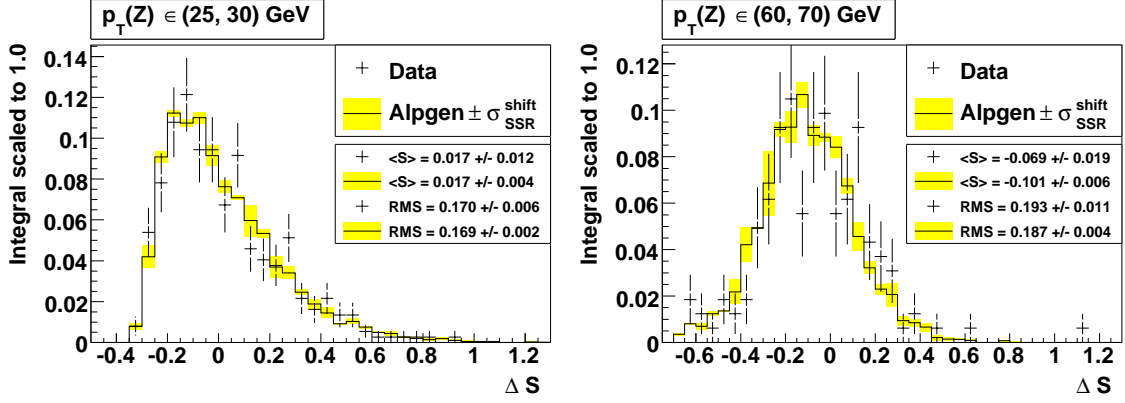 p_T(Z) ∈ (25, 30) GeV
Integral scaled to 1.0
0.14
0.12
0.1
0.08
0.06
0.04
0.02
0
Data
Alpgen ± σ_SSR^shift
<S> = 0.017 +/- 0.012
<S> = 0.017 +/- 0.004
RMS = 0.170 +/- 0.006
RMS = 0.169 +/- 0.002
-0.4 -0.2 0 0.2 0.4 0.6 0.8 1 1.2
Δ S
p_T(Z) ∈ (60, 70) GeV
Integral scaled to 1.0
0.12
0.1
0.08
0.06
0.04
0.02
0
Data
Alpgen ± σ_SSR^shift
<S> = -0.069 +/- 0.019
<S> = -0.101 +/- 0.006
RMS = 0.193 +/- 0.011
RMS = 0.187 +/- 0.004
-0.6 -0.4 -0.2 0 0.2 0.4 0.6 0.8 1 1.2
Δ S